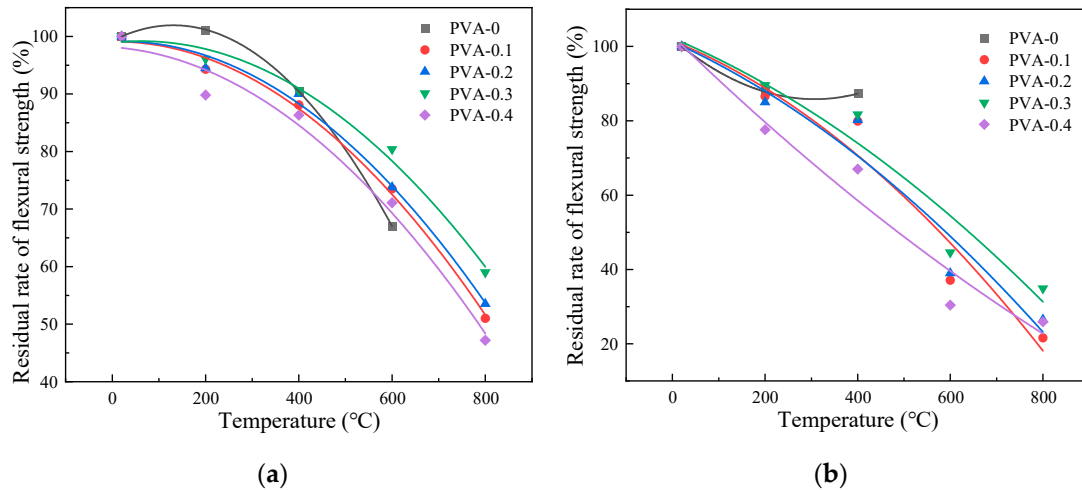 Residual rate of flexural strength (%)
100
90
80
70
60
50
40
0
200
400
600
800
Temperature (℃)
PVA-0
PVA-0.1
PVA-0.2
PVA-0.3
PVA-0.4
(a)
Residual rate of flexural strength (%)
100
80
60
40
20
0
200
400
600
800
Temperature (℃)
PVA-0
PVA-0.1
PVA-0.2
PVA-0.3
PVA-0.4
(b)